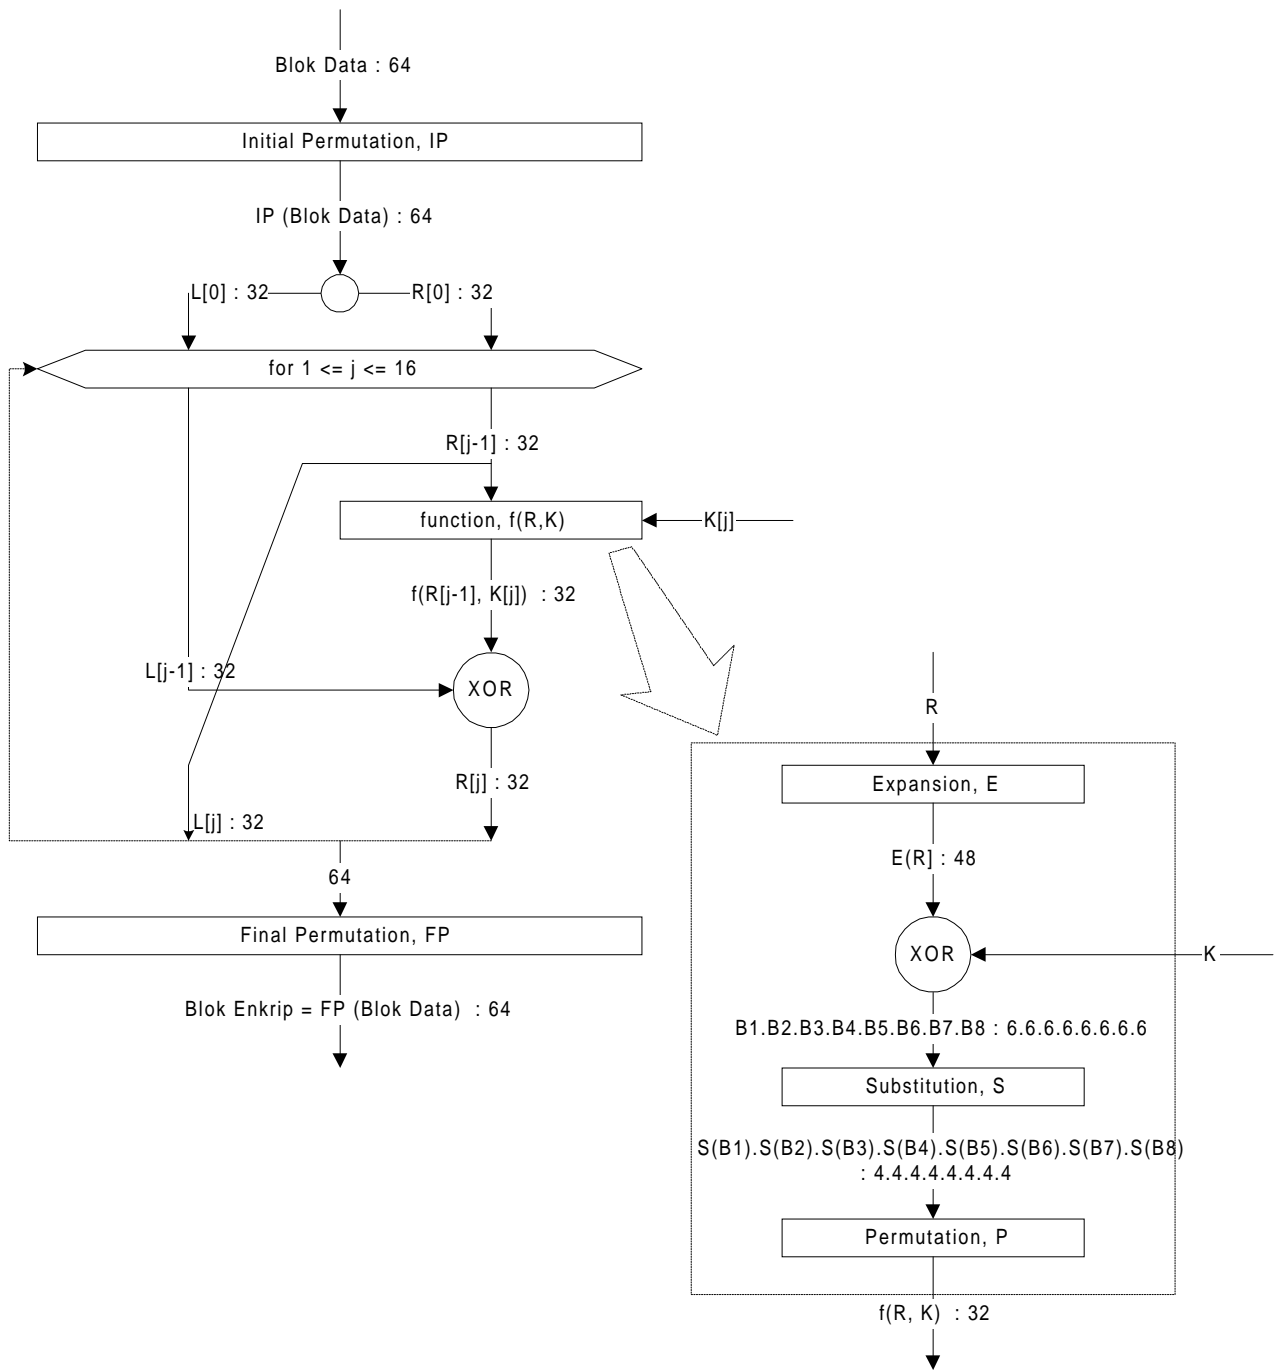 Blok Data : 64
Initial Permutation, IP
IP (Blok Data) : 64
L[0] : 32
R[0] : 32
for 1 <= j <= 16
R[j-1] : 32
function, f(R,K)
K[j]
f(R[j-1], K[j]) : 32
L[j-1] : 32
XOR
R[j] : 32
L[j] : 32
64
Final Permutation, FP
Blok Enkrip = FP (Blok Data) : 64
R
Expansion, E
E(R] : 48
XOR
K
B1.B2.B3.B4.B5.B6.B7.B8 : 6.6.6.6.6.6.6.6
Substitution, S
S(B1).S(B2).S(B3).S(B4).S(B5).S(B6).S(B7).S(B8)
: 4.4.4.4.4.4.4.4
Permutation, P
f(R, K) : 32